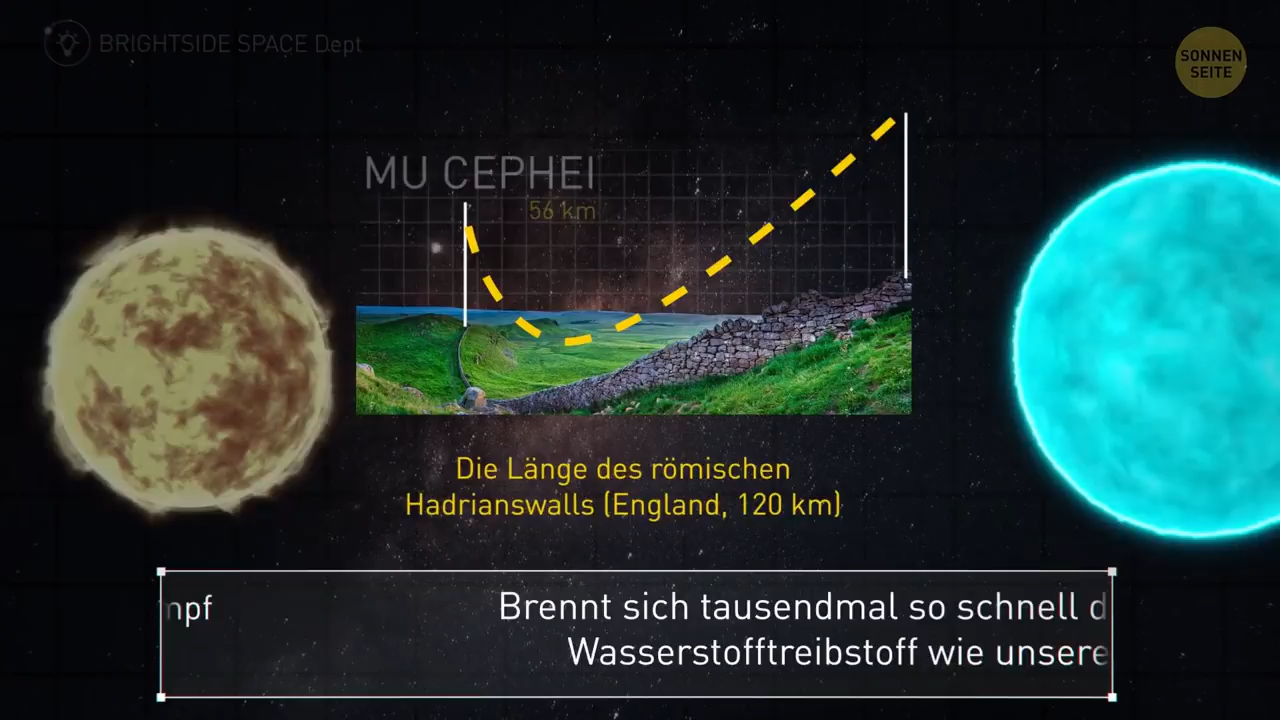 BRIGHTSIDE SPACE Dept
SONNEN
SEITE
MU CEPHEI
56 km
Die Länge des römischen
Hadrianswalls (England, 120 km)
Brennt sich tausendmal so schnell d
Wasserstofftreibstoff wie unsere